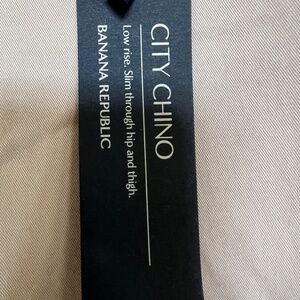 CITY CHINO
Low rise. Slim through hip and thigh.
BANANA REPUBLIC